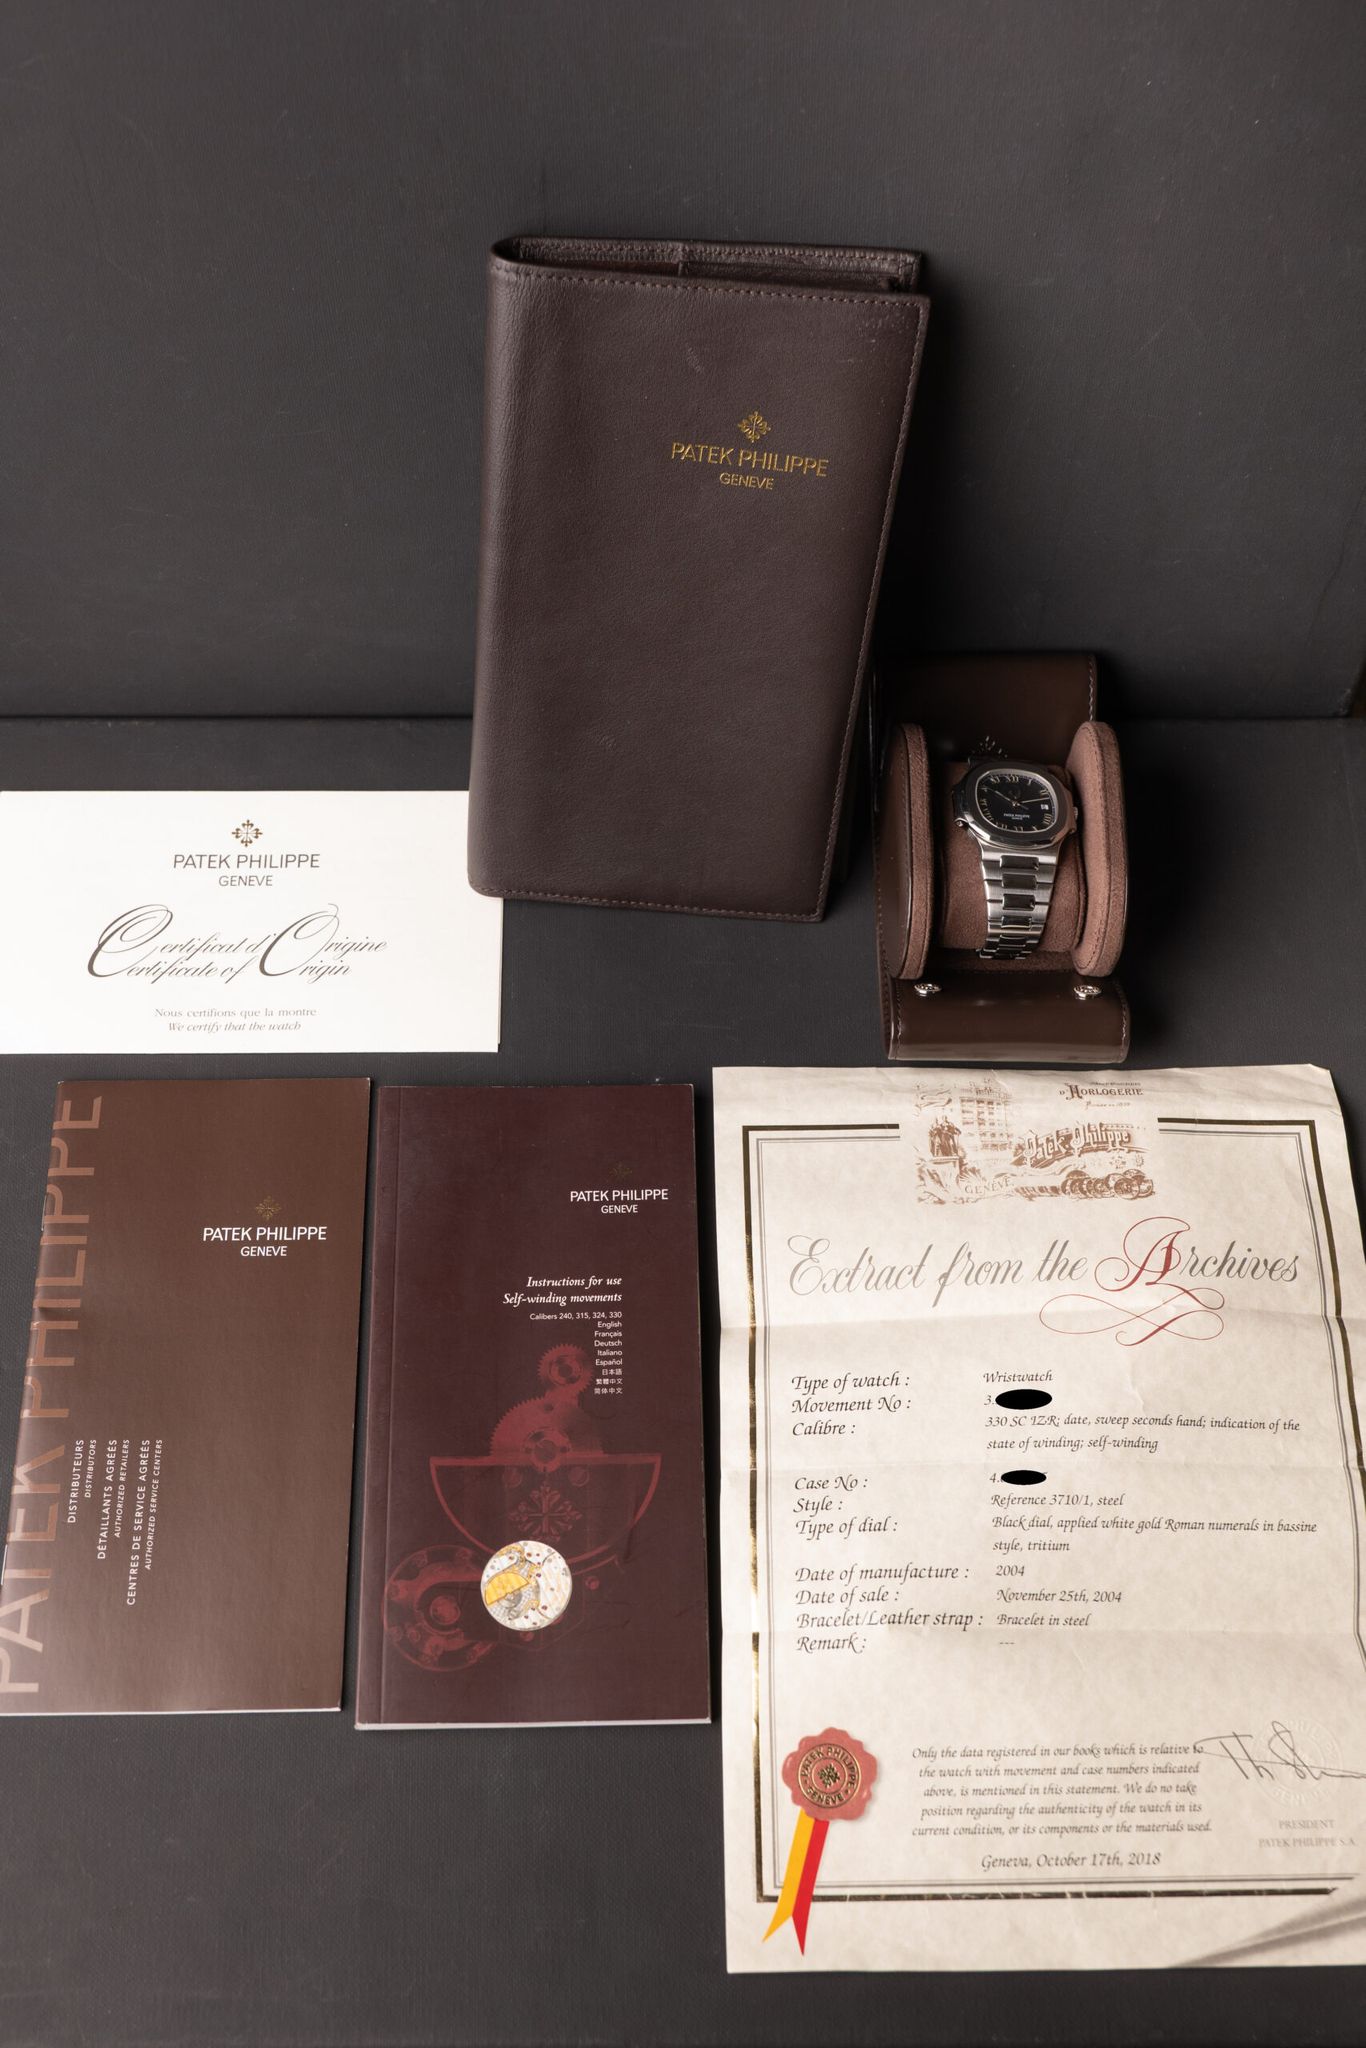 PATEK PHILIPPE
GENEVE
PATEK PHILIPPE
GENEVE
Certificat d'Origine
Certificate of Origin
Nous certifions que la montre
We certify that the watch
PATEK PHILIPPE
PATEK PHILIPPE
GENEVE
DISTRIBUTEURS
DISTRIBUTORS
DÉTAILLANTS AGRÉÉS
AUTHORIZED RETAILERS
CENTRES DE SERVICE AGRÉÉS
AUTHORIZED SERVICE CENTERS
PATEK PHILIPPE
GENEVE
Instructions for use
Self-winding movements
Calibers 240, 315, 324, 330
English
Français
Deutsch
Italiano
Español
日本語
繁體中文
简体中文
D'HORLOGERIE
Patek Philippe
GENÈVE
Extract from the Archives
Type of watch : Wristwatch
Movement No : 3.
Calibre : 330 SC IZR; date, sweep seconds hand; indication of the
state of winding; self-winding
Case No : 4.
Style : Reference 3710/1, steel
Type of dial : Black dial, applied white gold Roman numerals in bassine
style, tritium
Date of manufacture : 2004
Date of sale : November 25th, 2004
Bracelet/Leather strap : Bracelet in steel
Remark : ---
Only the data registered in our books which is relative to
the watch with movement and case numbers indicated
above, is mentioned in this statement. We do no take
position regarding the authenticity of the watch in its
current condition, or its components or the materials used.
Geneva, October 17th, 2018
PATEK PHILIPPE
GENEVE
PRESIDENT
PATEK PHILIPPE S.A.